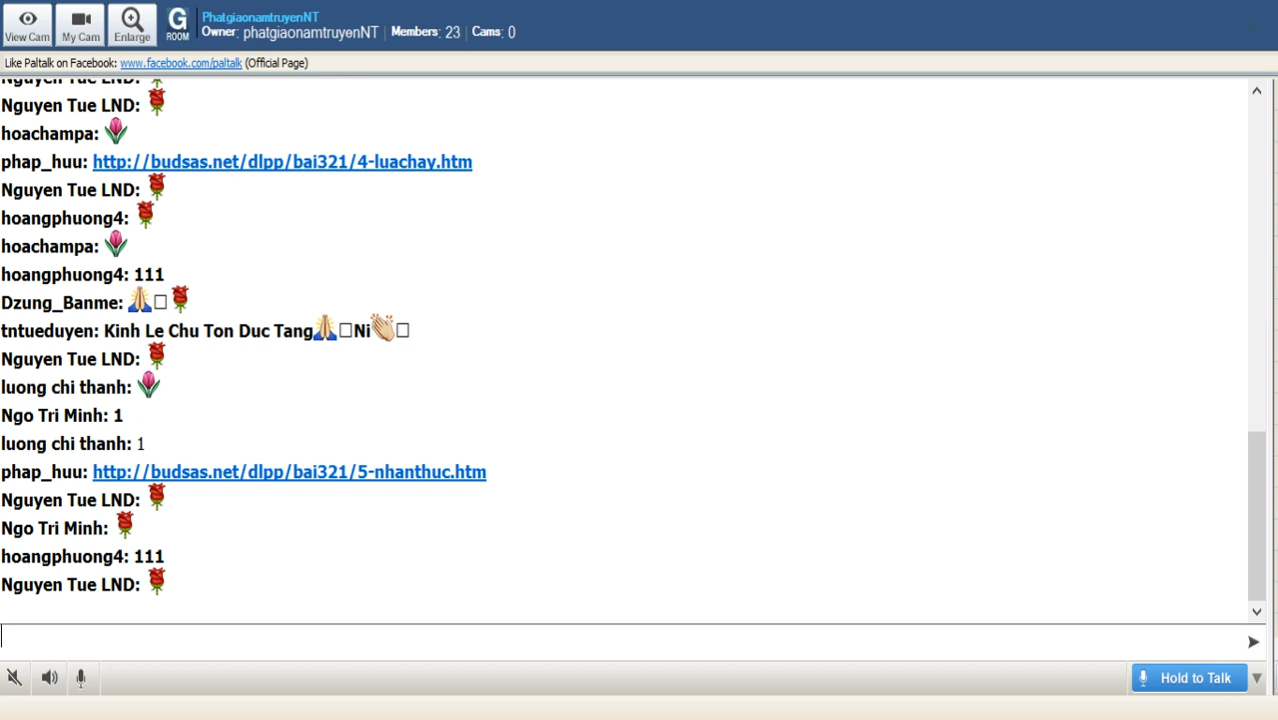 View Cam
My Cam
Enlarge
G
ROOM
PhatgiaonamtruyenNT
Owner: phatgiaonamtruyenNT | Members: 23 | Cams: 0
Like Paltalk on Facebook: www.facebook.com/paltalk (Official Page)
Nguyen Tue LND: 🌹
Nguyen Tue LND: 🌹
hoachampa: 🌷
phap_huu: http://budsas.net/dlpp/bai321/4-luachay.htm
Nguyen Tue LND: 🌹
hoangphuong4: 🌹
hoachampa: 🌷
hoangphuong4: 111
Dzung_Banme: 🙏□🌹
tntueduyen: Kinh Le Chu Ton Duc Tang🙏□Ni👏□
Nguyen Tue LND: 🌹
luong chi thanh: 🌷
Ngo Tri Minh: 1
luong chi thanh: 1
phap_huu: http://budsas.net/dlpp/bai321/5-nhanthuc.htm
Nguyen Tue LND: 🌹
Ngo Tri Minh: 🌹
hoangphuong4: 111
Nguyen Tue LND: 🌹
Hold to Talk